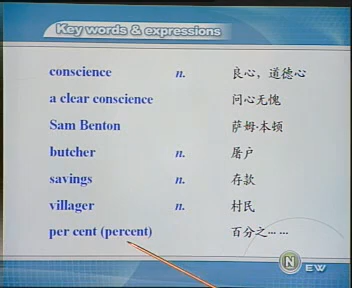 Key words & expressions
conscience n. 良心，道德心
a clear conscience 问心无愧
Sam Benton 萨姆·本顿
butcher n. 屠户
savings n. 存款
villager n. 村民
per cent (percent) 百分之……
N EW